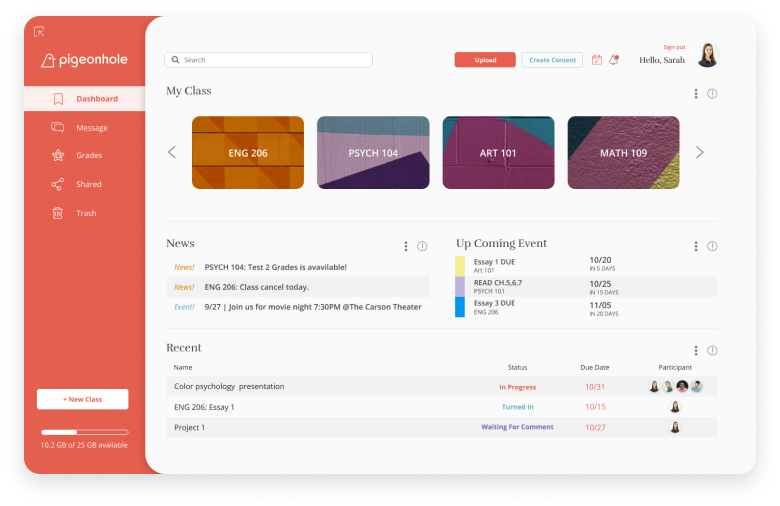 pigeonhole
Dashboard
Message
Grades
Shared
Trash
+ New Class
10.2 GB of 25 GB available
Search
Upload
Create Content
Sign out
Hello, Sarah
My Class
ENG 206
PSYCH 104
ART 101
MATH 109
News
News! PSYCH 104: Test 2 Grades is avavilable!
News! ENG 206: Class cancel today.
Event! 9/27 | Join us for movie night 7:30PM @The Carson Theater
Up Coming Event
Essay 1 DUE 10/20
Art 101 IN 5 DAYS
READ CH.5,6,7 10/25
PSYCH 101 IN 15 DAYS
Essay 3 DUE 11/05
ENG 206 IN 20 DAYS
Recent
Name Status Due Date Participant
Color psychology presentation In Progress 10/31
ENG 206: Essay 1 Turned In 10/15
Project 1 Waiting For Comment 10/27